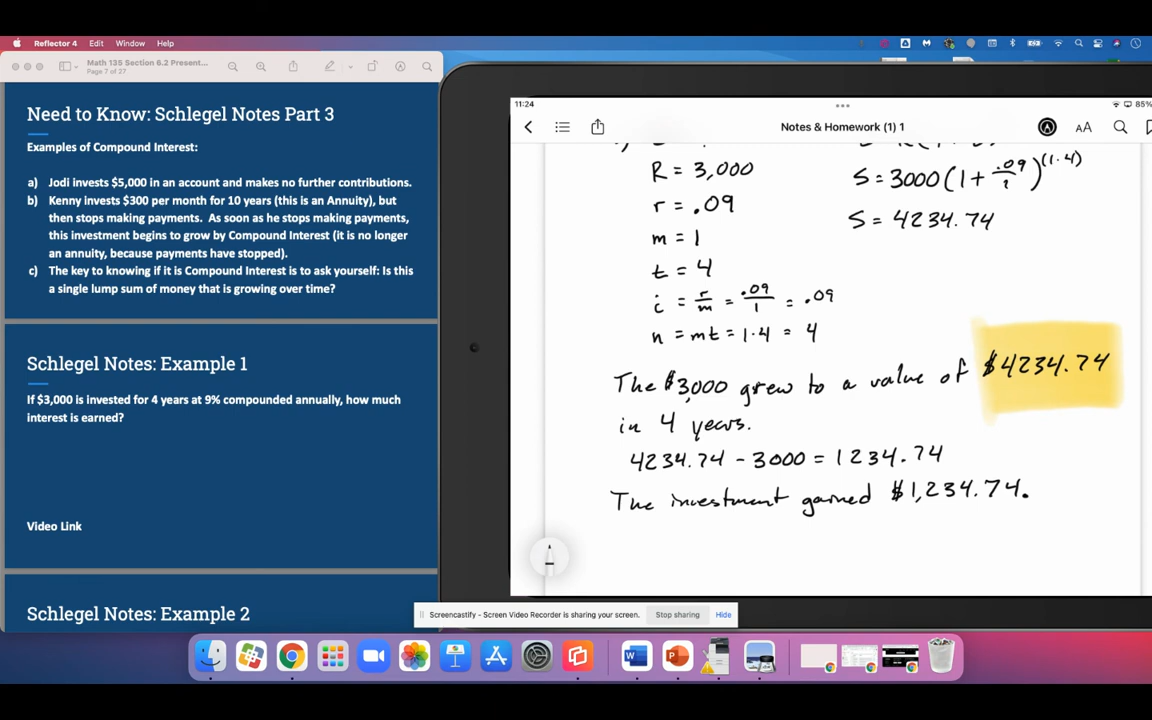 Reflector 4 Edit Window Help
Math 135 Section 6.2 Present...
Page 7 of 27
Need to Know: Schlegel Notes Part 3
Examples of Compound Interest:
a) Jodi invests $5,000 in an account and makes no further contributions.
b) Kenny invests $300 per month for 10 years (this is an Annuity), but
then stops making payments. As soon as he stops making payments,
this investment begins to grow by Compound Interest (it is no longer
an annuity, because payments have stopped).
c) The key to knowing if it is Compound Interest is to ask yourself: Is this
a single lump sum of money that is growing over time?
Schlegel Notes: Example 1
If $3,000 is invested for 4 years at 9% compounded annually, how much
interest is earned?
Video Link
Schlegel Notes: Example 2
11:24
85%
Notes & Homework (1) 1
AA
R = 3,000
S = 3000(1 + .09/1)^(1·4)
r = .09
S = 4234.74
m = 1
t = 4
i = r/m = .09/1 = .09
n = mt = 1·4 = 4
The $3,000 grew to a value of $4234.74
in 4 years.
4234.74 - 3000 = 1234.74
The investment gained $1,234.74.
Screencastify - Screen Video Recorder is sharing your screen. Stop sharing Hide